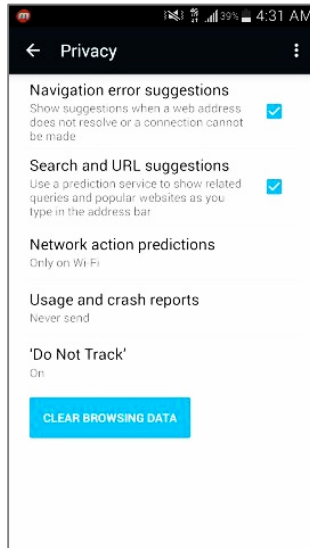 m 39% 4:31 AM
Privacy
Navigation error suggestions
Show suggestions when a web address
does not resolve or a connection cannot
be made
Search and URL suggestions
Use a prediction service to show related
queries and popular websites as you
type in the address bar
Network action predictions
Only on Wi-Fi
Usage and crash reports
Never send
‘Do Not Track’
On
CLEAR BROWSING DATA